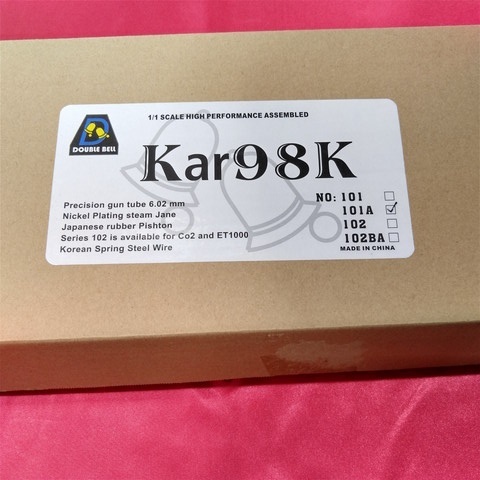 1/1 SCALE HIGH PERFORMANCE ASSEMBLED
D
DOUBLE BELL
Kar98K
Precision gun tube 6.02 mm
Nickel Plating steam Jane
Japanese rubber Pishton
Series 102 is available for Co2 and ET1000
Korean Spring Steel Wire
NO: 101
101A
102
102BA
MADE IN CHINA